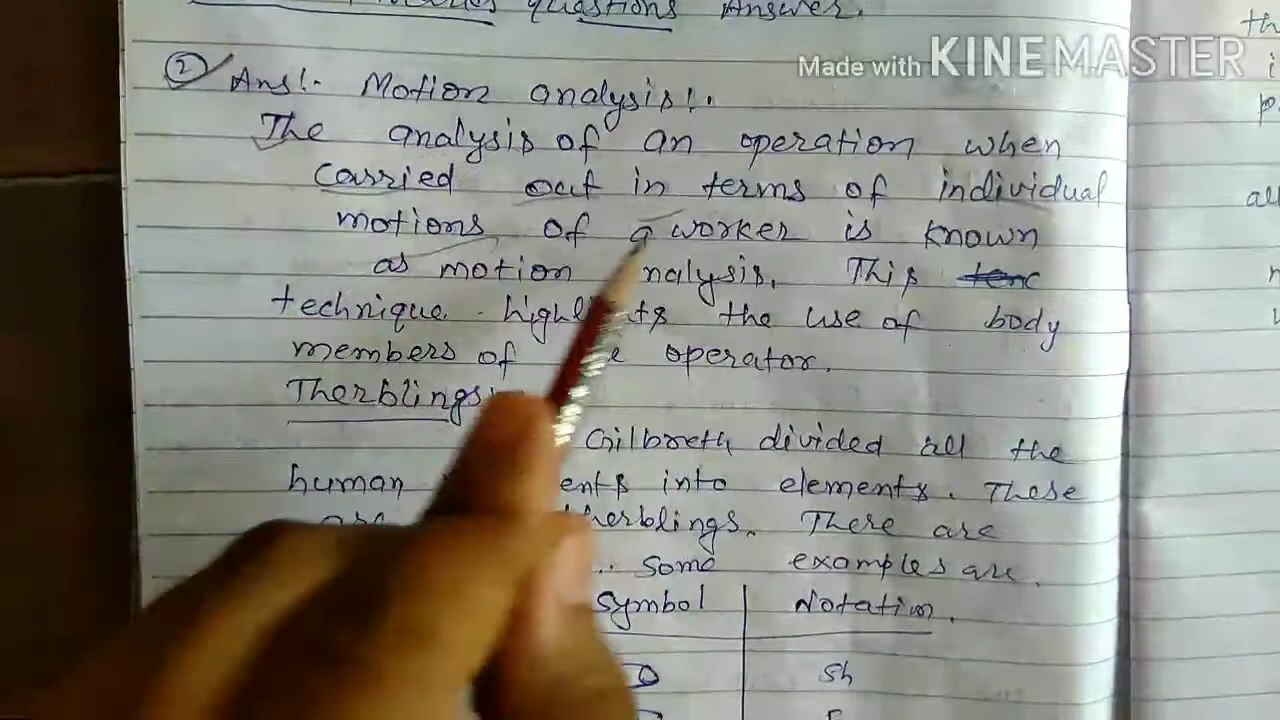 questions Answer.
Made with KINEMASTER
② Ans:- Motion analysis:.
The analysis of an operation when
carried out in terms of individual
motions of a worker is known
as motion nalysis. This
technique. highl ts the use of body
members of e operator.
Therblings
Gilbreth divided all the
human ents into elements. These
are herblings. There are
.. some examples are.
symbol Notation.
Sh
th
i
p
all